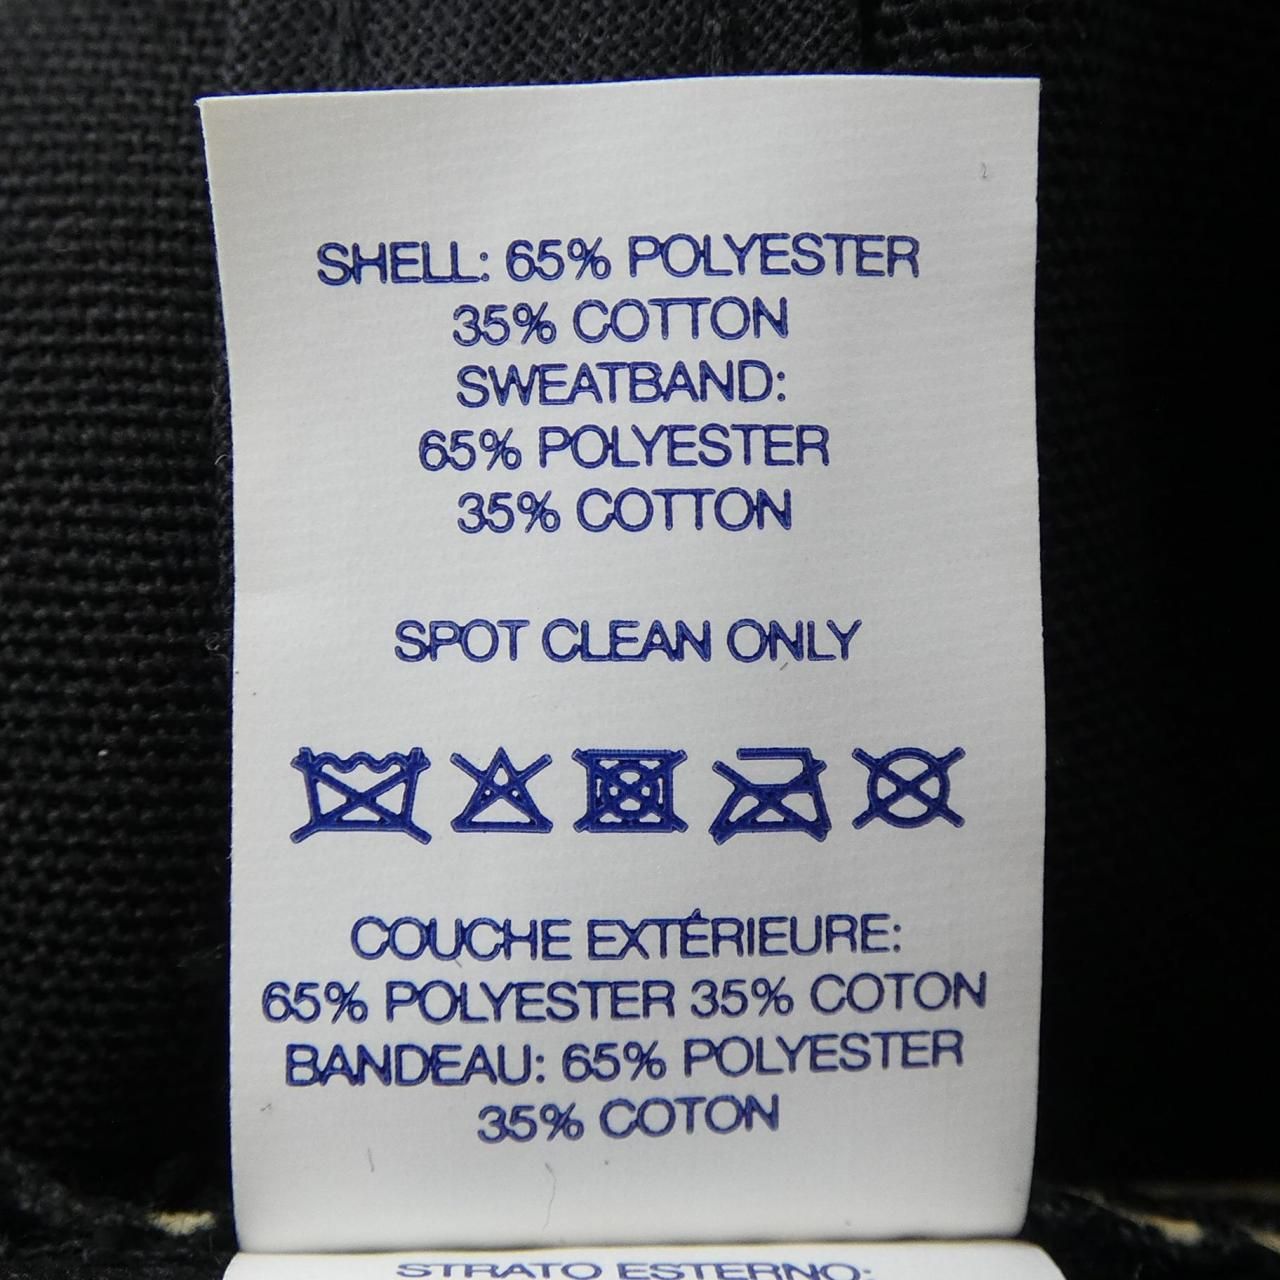 SHELL: 65% POLYESTER
35% COTTON
SWEATBAND:
65% POLYESTER
35% COTTON
SPOT CLEAN ONLY
COUCHE EXTÉRIEURE:
65% POLYESTER 35% COTON
BANDEAU: 65% POLYESTER
35% COTON
STRATO ESTERNO: